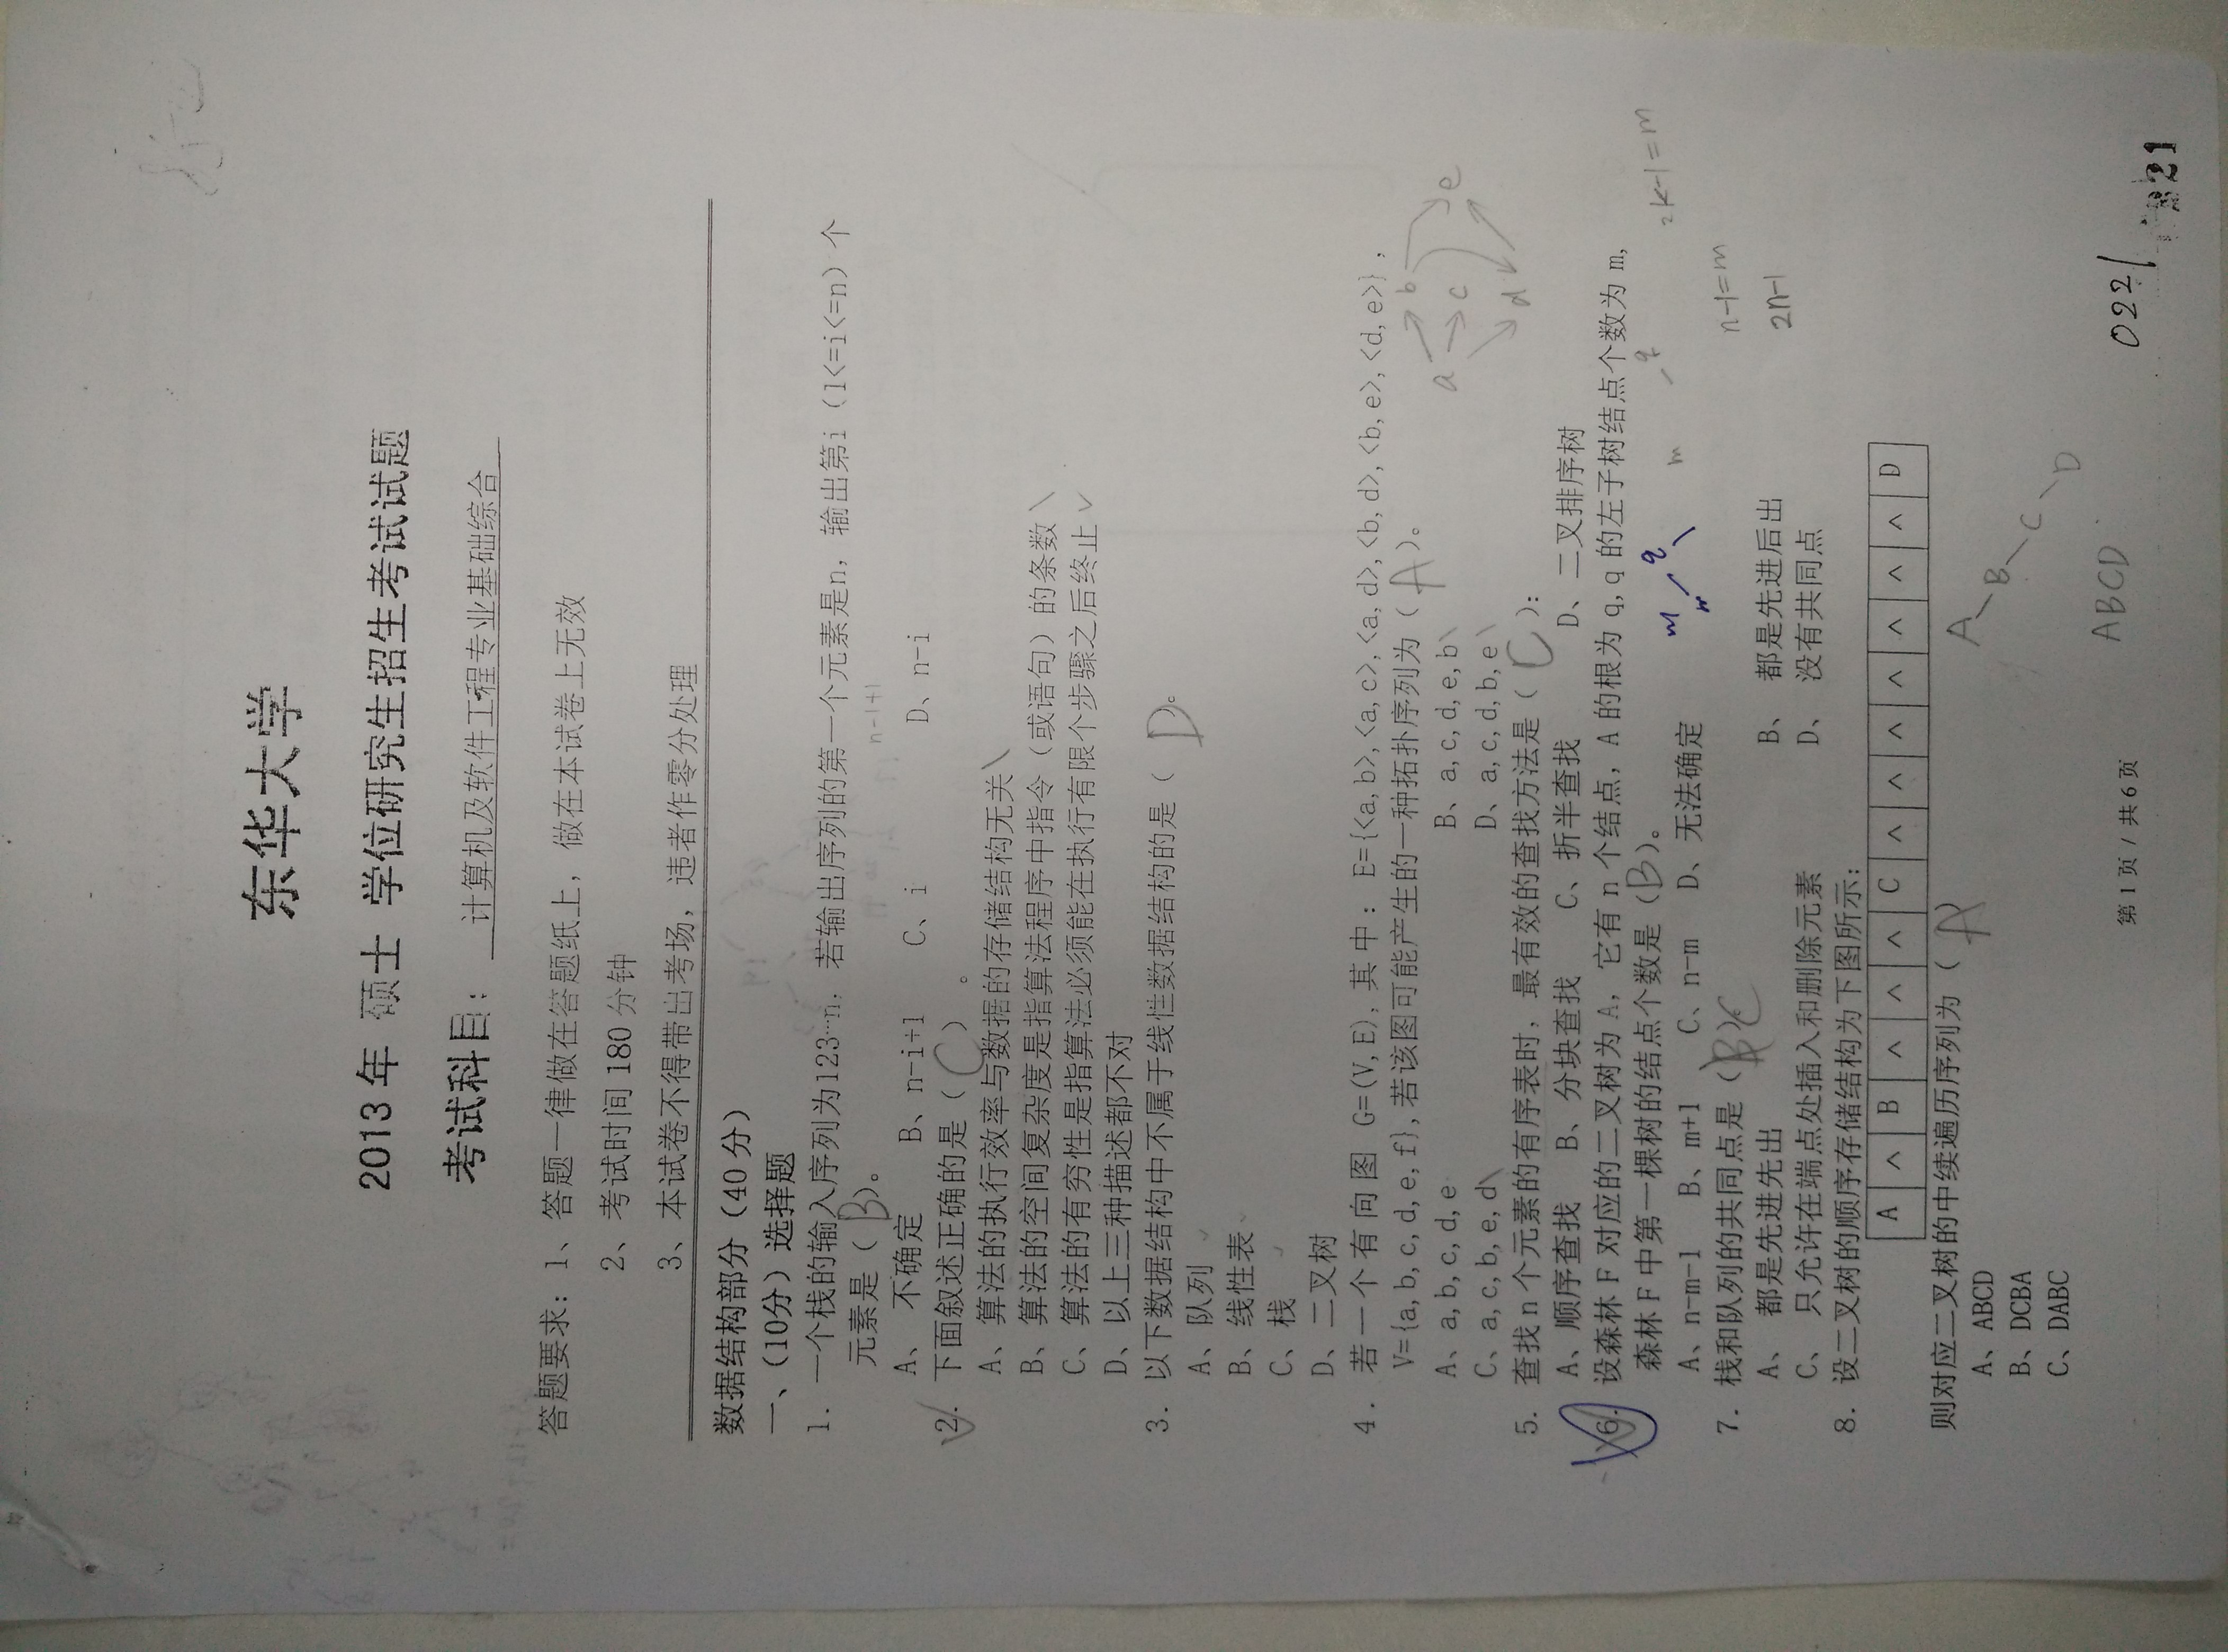 东华大学
2013 年 硕士 学位研究生招生考试试题
考试科目: 计算机及软件工程专业基础综合
答题要求: 1、答题一律做在答题纸上, 做在本试卷上无效
2、考试时间 180 分钟
3、本试卷不得带出考场, 违者作零分处理
数据结构部分 (40 分)
一、(10分) 选择题
1. 一个栈的输入序列为123…n, 若输出序列的第一个元素是n, 输出第i (1<=i<=n) 个
元素是 ( B )。
n-i+1
A、不确定 B、n-i+1 C、i D、n-i
2. 下面叙述正确的是 ( C ) 。
A、算法的执行效率与数据的存储结构无关 \
B、算法的空间复杂度是指算法程序中指令 (或语句) 的条数 \
C、算法的有穷性是指算法必须能在执行有限个步骤之后终止 ✓
D、以上三种描述都不对
3. 以下数据结构中不属于线性数据结构的是 ( D 。
A、队列 ✓
B、线性表 ✓
C、栈 ✓
D、二叉树
4. 若一个有向图 G=(V,E), 其中: E={<a,b>,<a,c>,<a,d>,<b,d>,<b,e>,<d,e>},
V={a,b,c,d,e,f},若该图可能产生的一种拓扑序列为 ( A )。
A、a,b,c,d,e B、a,c,d,e,b \
C、a,c,b,e,d \ D、a,c,d,b,e \
a b c d e
5. 查找n个元素的有序表时, 最有效的查找方法是 ( C ):
A、顺序查找 B、分块查找 C、折半查找 D、二叉排序树
6. 设森林F对应的二叉树为A, 它有n个结点, A的根为q,q的左子树结点个数为m,
森林F中第一棵树的结点个数是 (B)。
m q
m q
2k-1=m
A、n-m-1 B、m+1 C、n-m D、无法确定
n-1=m
7. 栈和队列的共同点是 ( B C
A、都是先进先出 B、都是先进后出
2n-1
C、只允许在端点处插入和删除元素 D、没有共同点
8. 设二叉树的顺序存储结构为下图所示:
A ^ B ^ ^ ^ C ^ ^ ^ ^ ^ ^ ^ D
则对应二叉树的中续遍历序列为 ( A )
A、ABCD
B、DCBA
C、DABC
A B C D
ABCD
第 1 页 / 共 6 页
0221